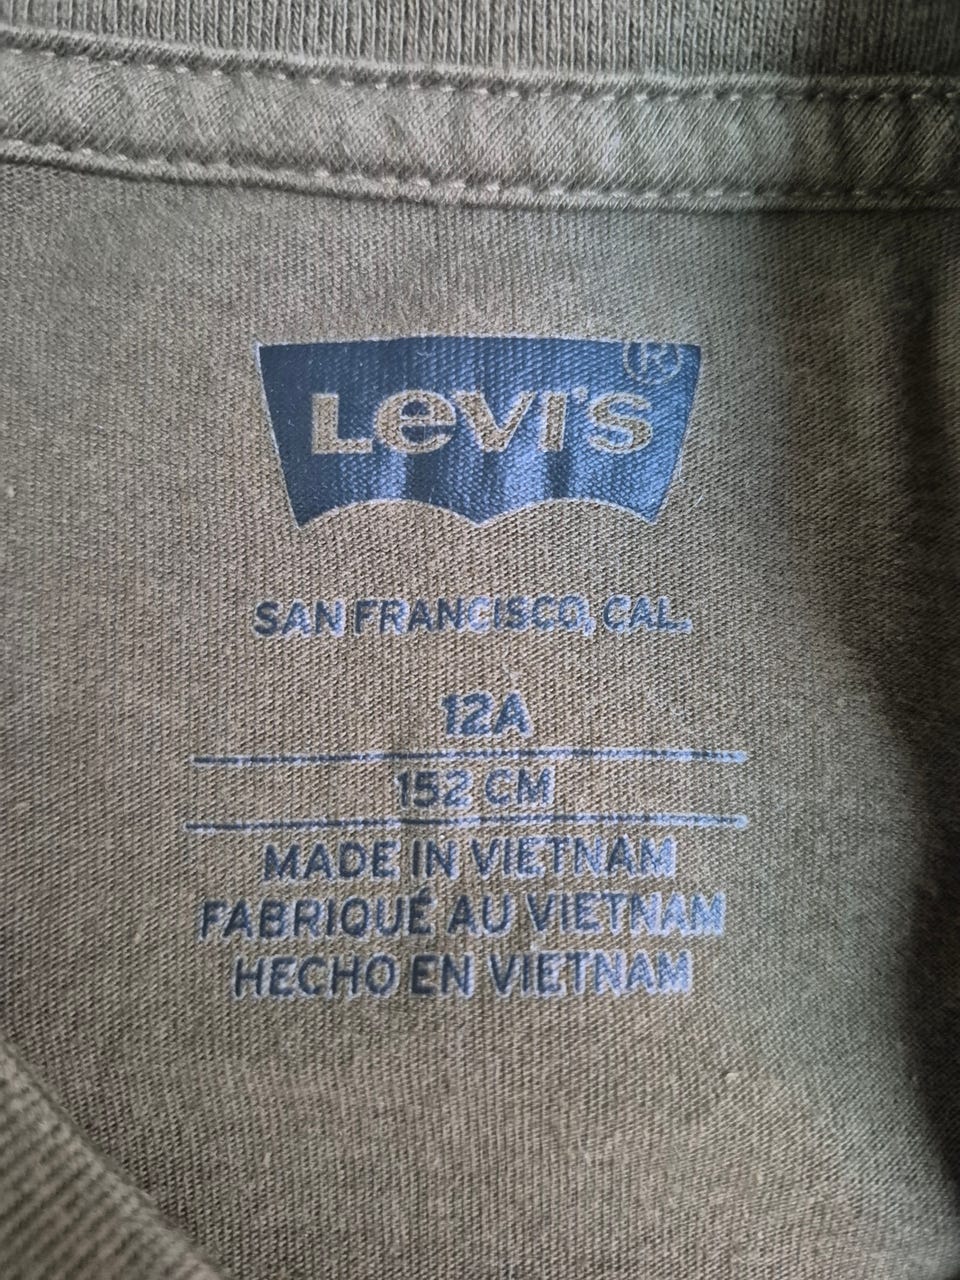 Levi's®
SAN FRANCISCO, CAL.
12A
152 CM
MADE IN VIETNAM
FABRIQUÉ AU VIETNAM
HECHO EN VIETNAM